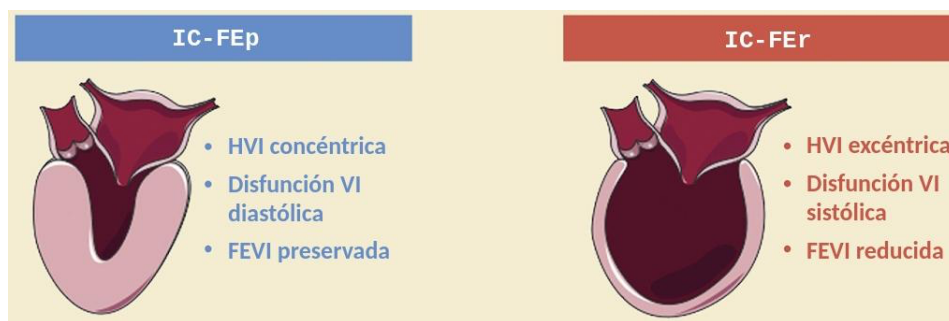 IC-FEp
• HVI concéntrica
• Disfunción VI
diastólica
• FEVI preservada
IC-FEr
• HVI excéntrica
• Disfunción VI
sistólica
• FEVI reducida